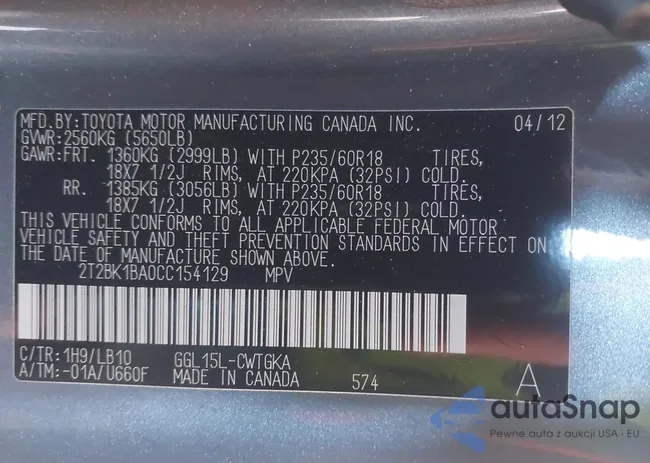 MFD.BY:TOYOTA MOTOR MANUFACTURING CANADA INC. 04/12
GVWR:2560KG (5650LB)
GAWR:FRT. 1360KG (2999LB) WITH P235/60R18 TIRES,
18X7 1/2J RIMS, AT 220KPA (32PSI) COLD.
RR. 1385KG (3056LB) WITH P235/60R18 TIRES,
18X7 1/2J RIMS, AT 220KPA (32PSI) COLD.
THIS VEHICLE CONFORMS TO ALL APPLICABLE FEDERAL MOTOR
VEHICLE SAFETY AND THEFT PREVENTION STANDARDS IN EFFECT ON
THE DATE OF MANUFACTURE SHOWN ABOVE.
2T2BK1BA0CC154129 MPV
C/TR:1H9/LB10 GGL15L-CWTGKA
A/TM:-01A/U660F MADE IN CANADA 574 A
autaSnap
Pewne auta z aukcji USA i EU